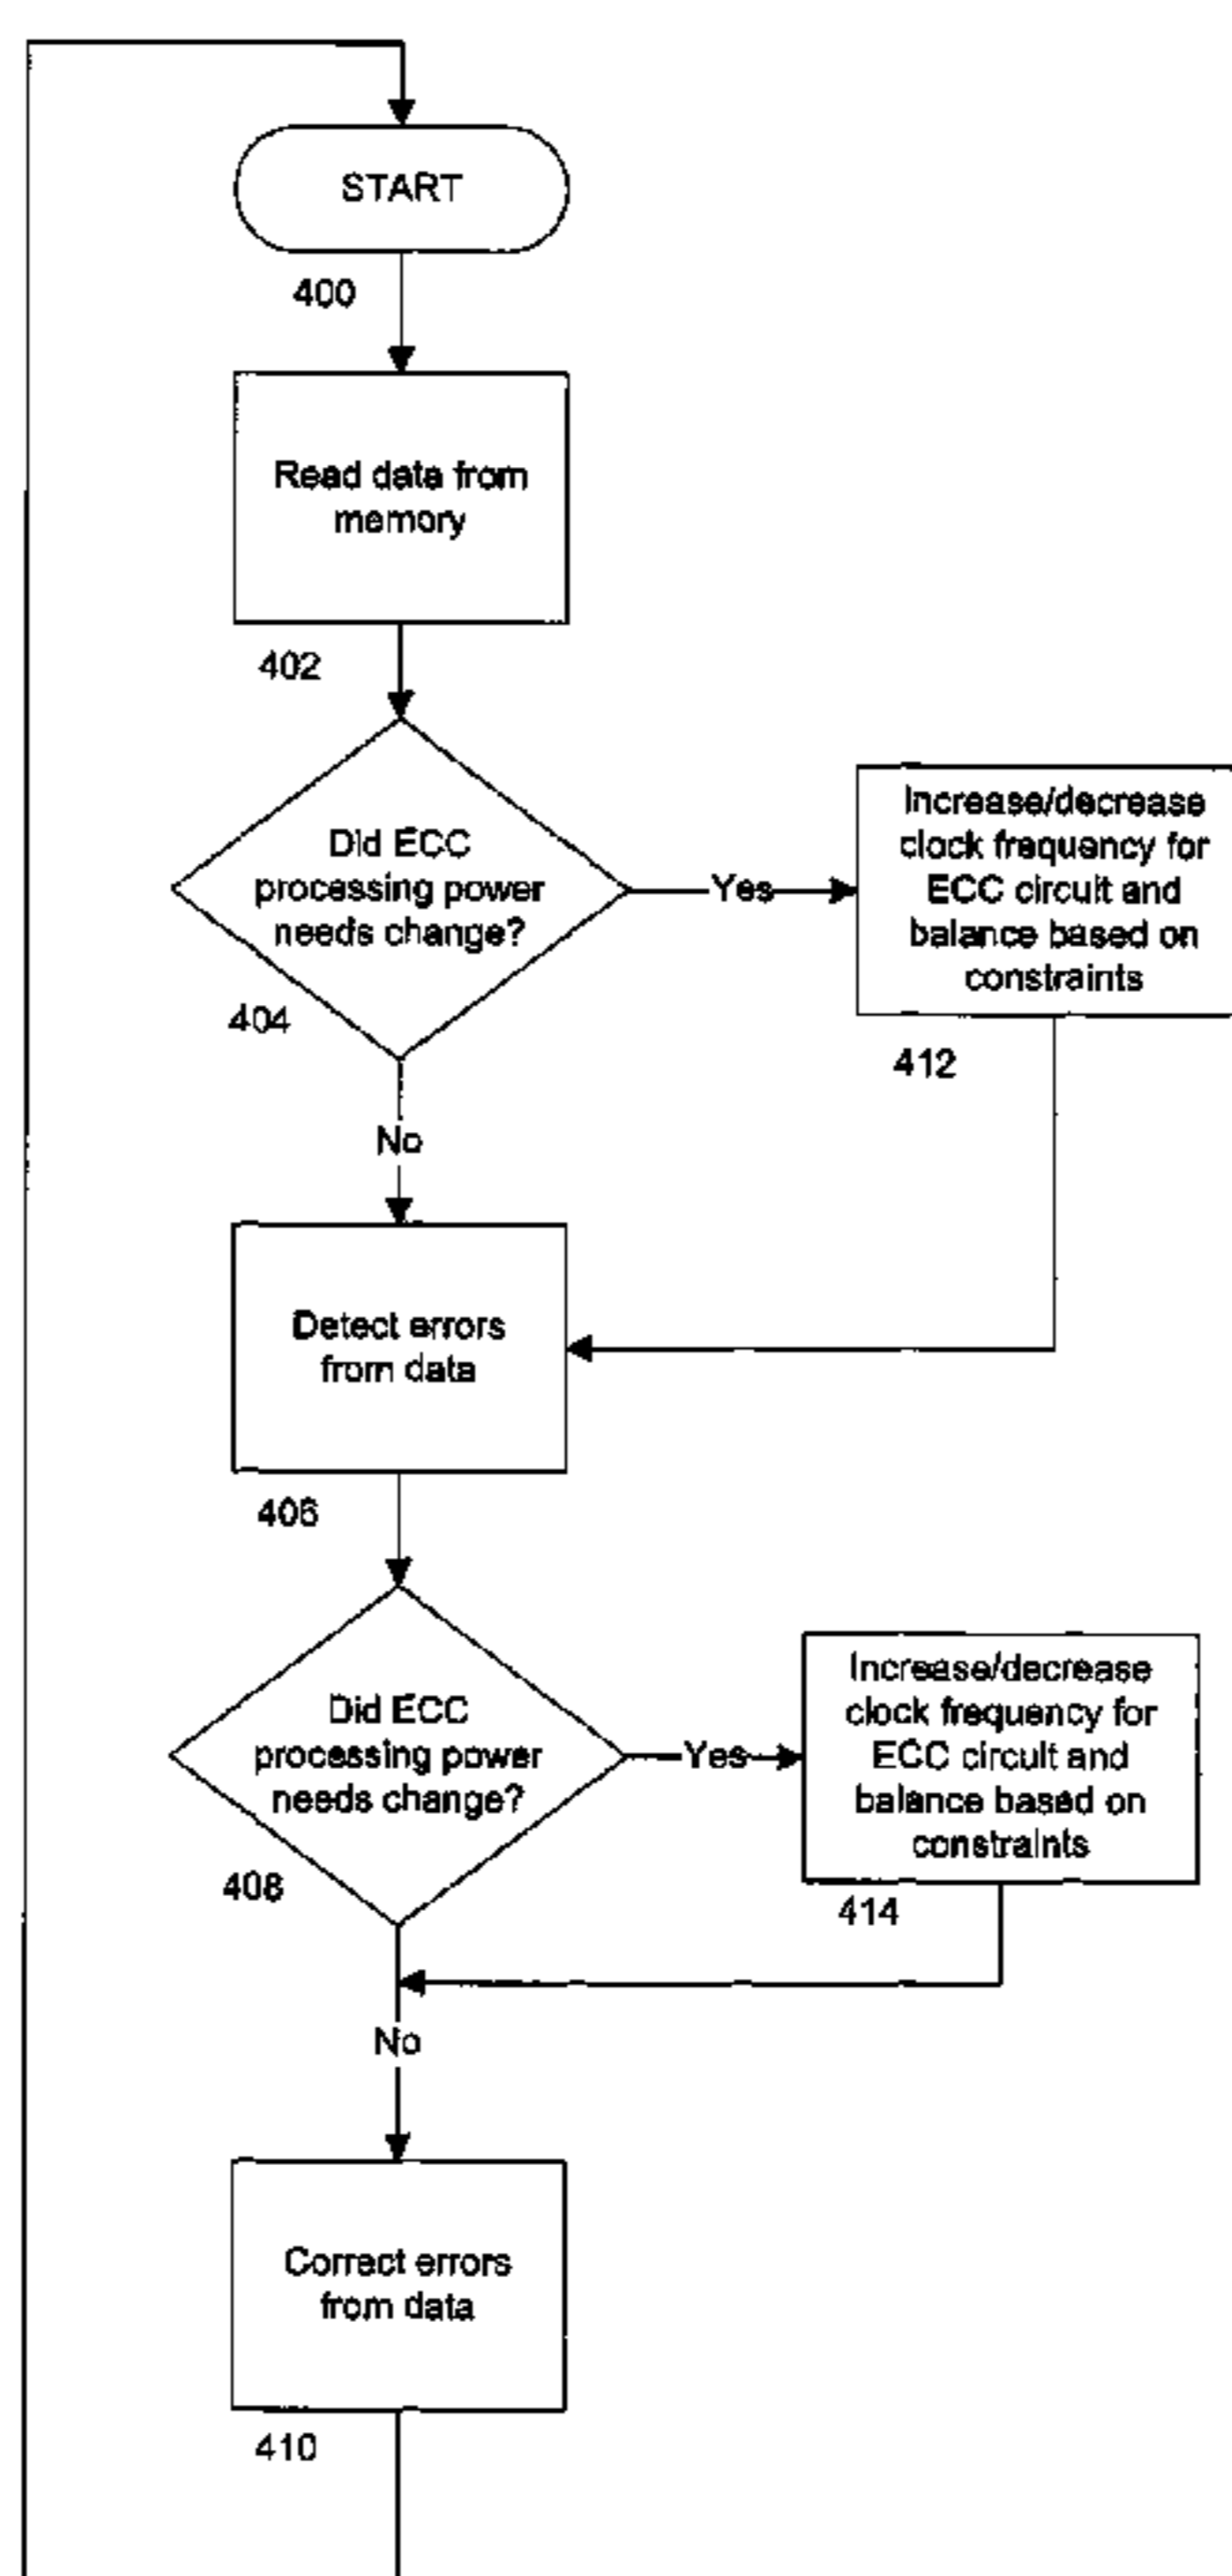 START
400
Read data from
memory
402
Did ECC
processing power
needs change?
404
Yes
Increase/decrease
clock frequency for
ECC circuit and
balance based on
constraints
412
No
Detect errors
from data
406
Did ECC
processing power
needs change?
408
Yes
Increase/decrease
clock frequency for
ECC circuit and
balance based on
constraints
414
No
Correct errors
from data
410